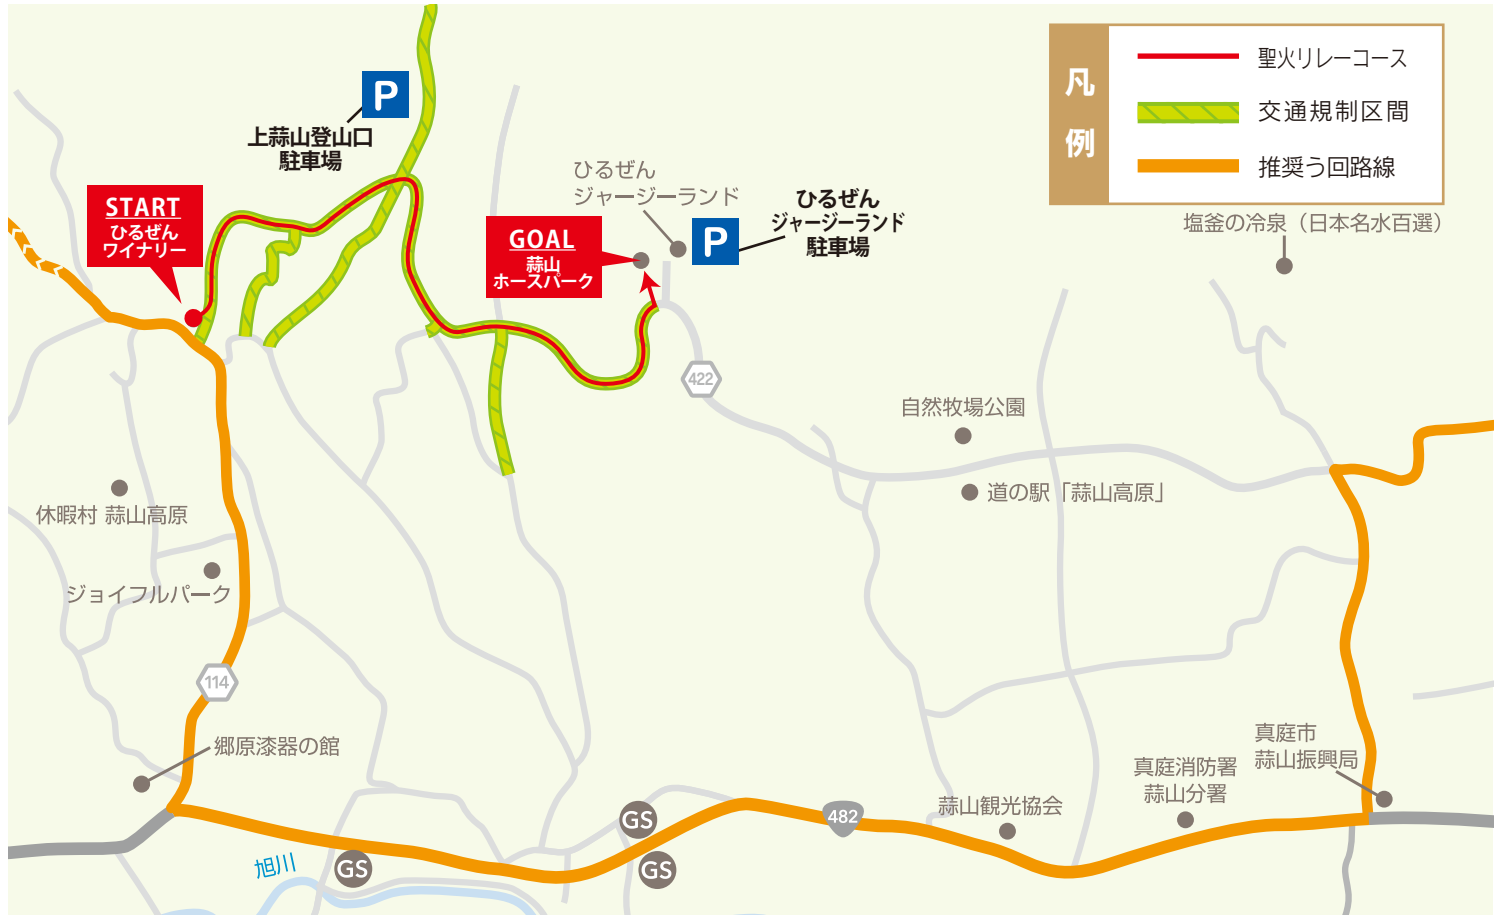 凡例
聖火リレーコース
交通規制区間
推奨う回路線
P
上蒜山登山口
駐車場
START
ひるぜん
ワイナリー
ひるぜん
ジャージーランド
GOAL
蒜山
ホースパーク
P
ひるぜん
ジャージーランド
駐車場
塩釜の冷泉（日本名水百選）
422
自然牧場公園
道の駅「蒜山高原」
休暇村 蒜山高原
ジョイフルパーク
114
郷原漆器の館
真庭市
蒜山振興局
真庭消防署
蒜山分署
蒜山観光協会
482
GS
GS
GS
旭川